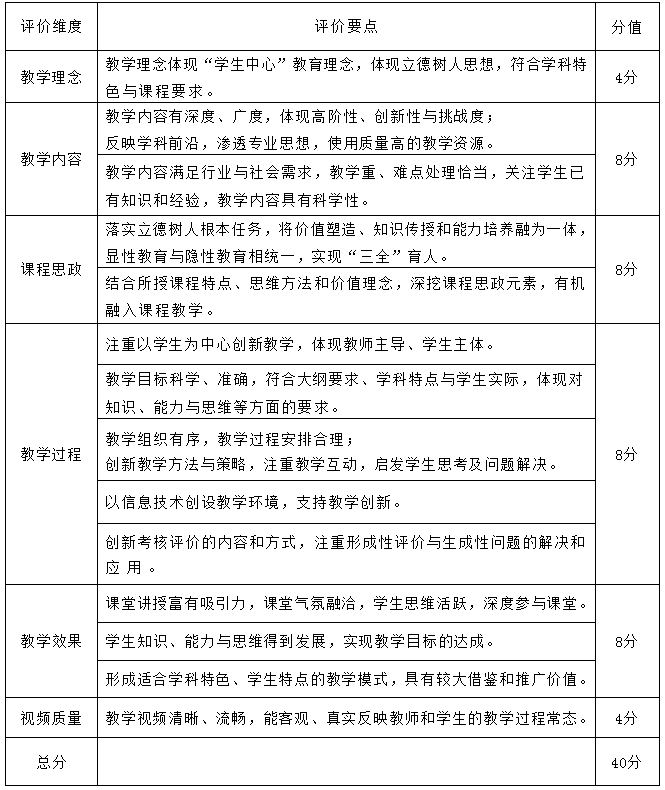 评价维度 评价要点 分值
教学理念 教学理念体现“学生中心”教育理念，体现立德树人思想，符合学科特
色与课程要求。 4分
教学内容 教学内容有深度、广度，体现高阶性、创新性与挑战度；
反映学科前沿，渗透专业思想，使用质量高的教学资源。
教学内容满足行业与社会需求，教学重、难点处理恰当，关注学生已
有知识和经验，教学内容具有科学性。 8分
课程思政 落实立德树人根本任务，将价值塑造、知识传授和能力培养融为一体，
显性教育与隐性教育相统一，实现“三全”育人。
结合所授课程特点、思维方法和价值理念，深挖课程思政元素，有机
融入课程教学。 8分
教学过程 注重以学生为中心创新教学，体现教师主导、学生主体。
教学目标科学、准确，符合大纲要求、学科特点与学生实际，体现对
知识、能力与思维等方面的要求。
教学组织有序，教学过程安排合理；
创新教学方法与策略，注重教学互动，启发学生思考及问题解决。
以信息技术创设教学环境，支持教学创新。
创新考核评价的内容和方式，注重形成性评价与生成性问题的解决和
应用。 8分
教学效果 课堂讲授富有吸引力，课堂气氛融洽，学生思维活跃，深度参与课堂。
学生知识、能力与思维得到发展，实现教学目标的达成。
形成适合学科特色、学生特点的教学模式，具有较大借鉴和推广价值。 8分
视频质量 教学视频清晰、流畅，能客观、真实反映教师和学生的教学过程常态。 4分
总分 40分